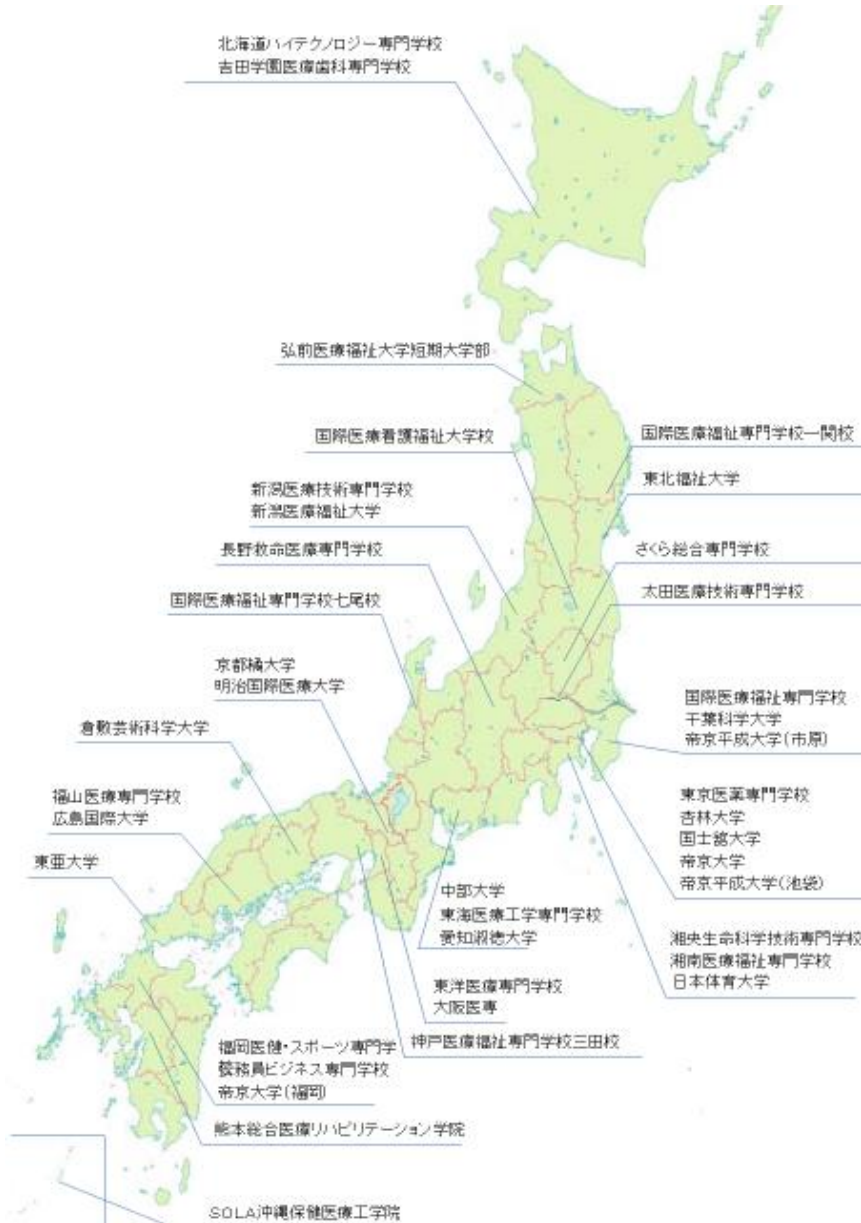 北海道ハイテクノロジー専門学校
吉田学園医療歯科専門学校
弘前医療福祉大学短期大学部
国際医療看護福祉大学校
国際医療福祉専門学校一関校
東北福祉大学
新潟医療技術専門学校
新潟医療福祉大学
長野救命医療専門学校
さくら総合専門学校
国際医療福祉専門学校七尾校
太田医療技術専門学校
京都橘大学
明治国際医療大学
国際医療福祉専門学校
千葉科学大学
帝京平成大学(市原)
倉敷芸術科学大学
福山医療専門学校
広島国際大学
東京医薬専門学校
杏林大学
国士舘大学
帝京大学
帝京平成大学(池袋)
東亜大学
中部大学
東海医療工学専門学校
愛知淑徳大学
湘央生命科学技術専門学校
湘南医療福祉専門学校
日本体育大学
東洋医療専門学校
大阪医専
神戸医療福祉専門学校三田校
福岡医健・スポーツ専門学
務員ビジネス専門学校
帝京大学(福岡)
熊本総合医療リハビリテーション学院
SOLA沖縄保健医療工学院